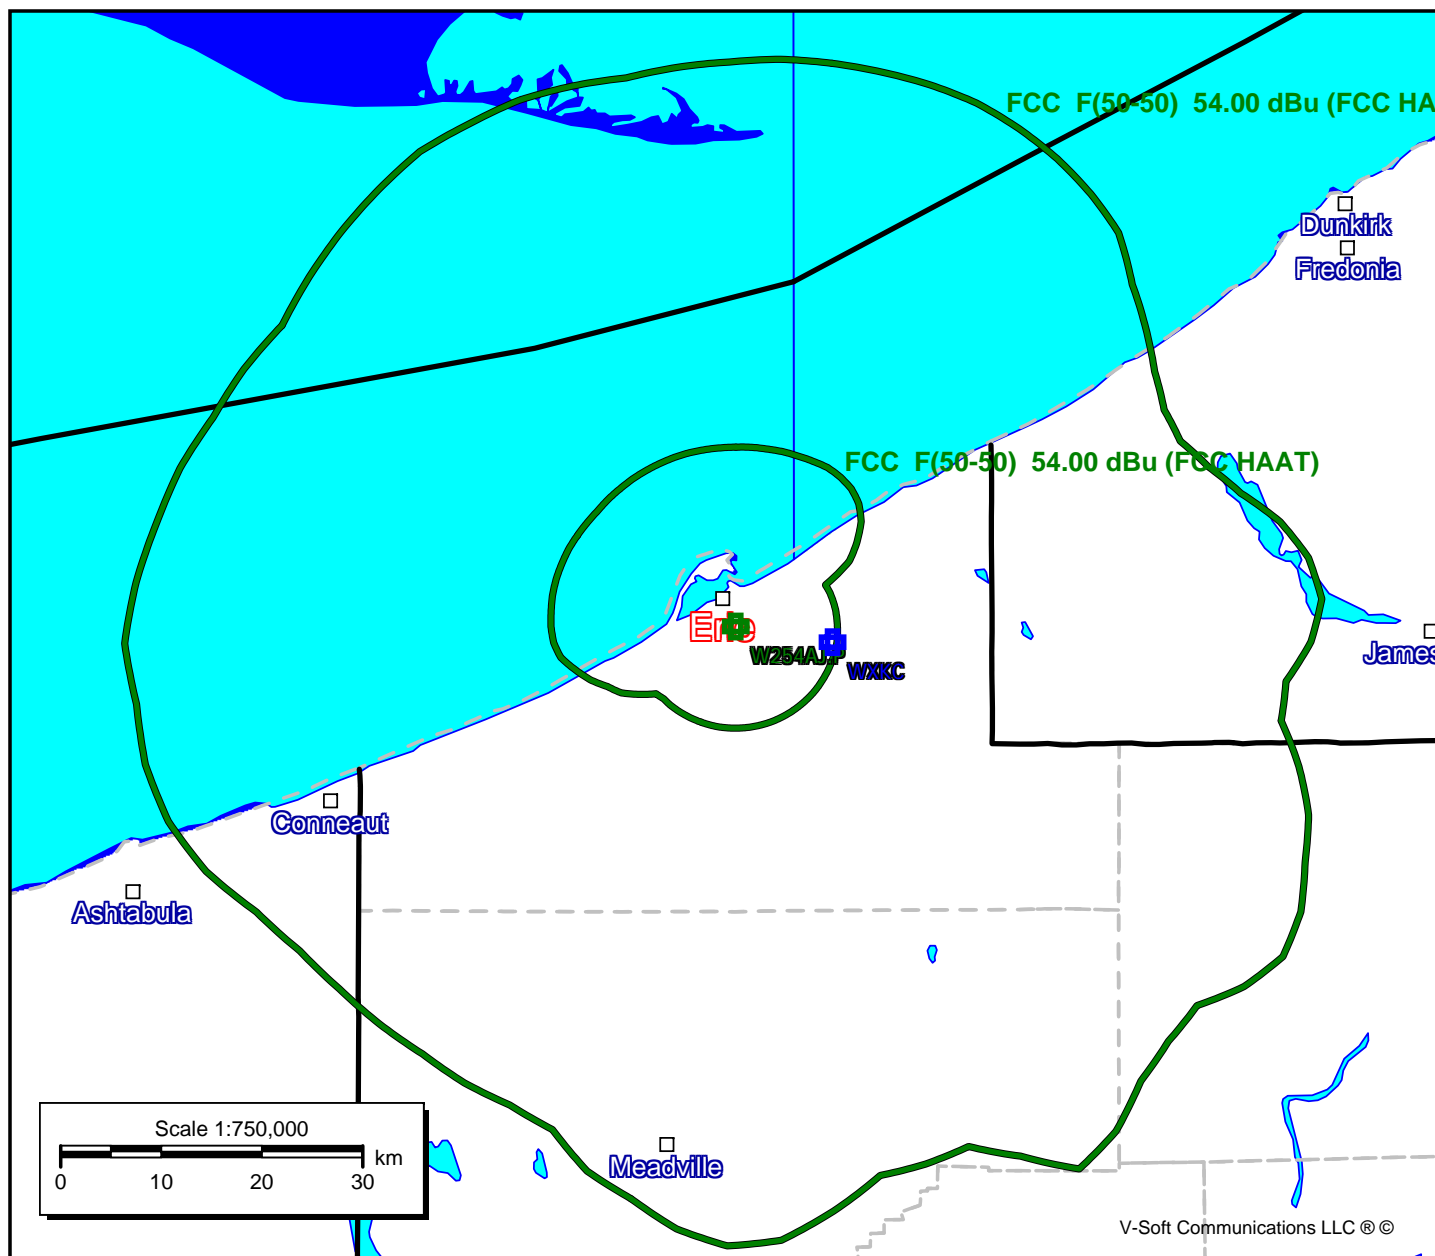 FCC F(50-50) 54.00 dBu (FCC HA
Dunkirk
Fredonia
FCC F(50-50) 54.00 dBu (FCC HAAT)
Erie
W254AJ.P
WXKC
James
Conneaut
Ashtabula
Scale 1:750,000
km
0 10 20 30
Meadville
V-Soft Communications LLC ® ©